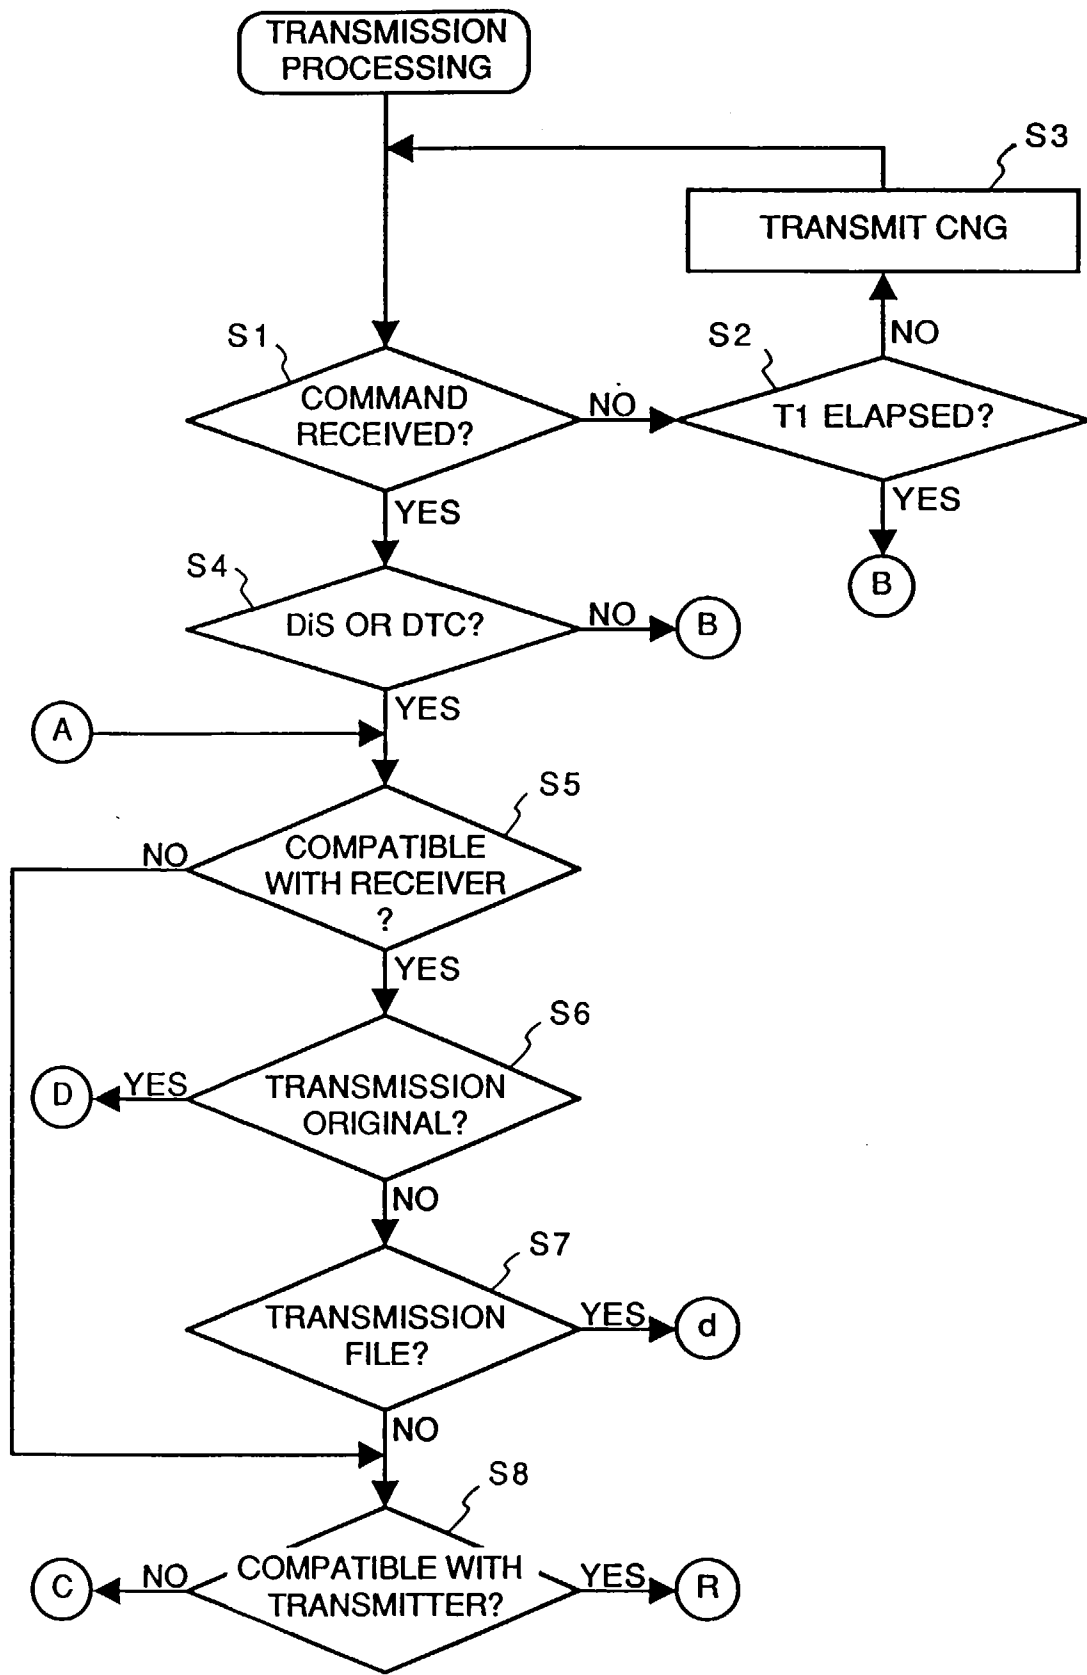 TRANSMISSION
PROCESSING
S3
TRANSMIT CNG
NO
S1
COMMAND
RECEIVED?
NO
S2
T1 ELAPSED?
YES
YES
B
S4
DiS OR DTC?
NO
B
YES
A
S5
COMPATIBLE
WITH RECEIVER
?
NO
YES
S6
TRANSMISSION
ORIGINAL?
YES
D
NO
S7
TRANSMISSION
FILE?
YES
d
NO
S8
COMPATIBLE WITH
TRANSMITTER?
NO
C
YES
R